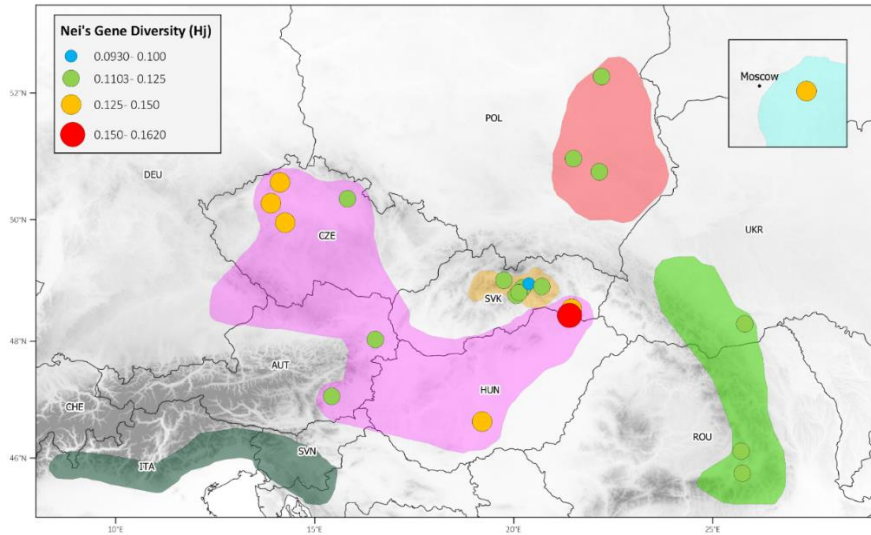 Nei's Gene Diversity (Hj)
0.0930- 0.100
0.1103- 0.125
0.125- 0.150
0.150- 0.1620
Moscow
52°N
POL
DEU
50°N
UKR
CZE
SVK
48°N
AUT
HUN
CHE
ROU
SVN
46°N
ITA
10°E
15°E
20°E
25°E